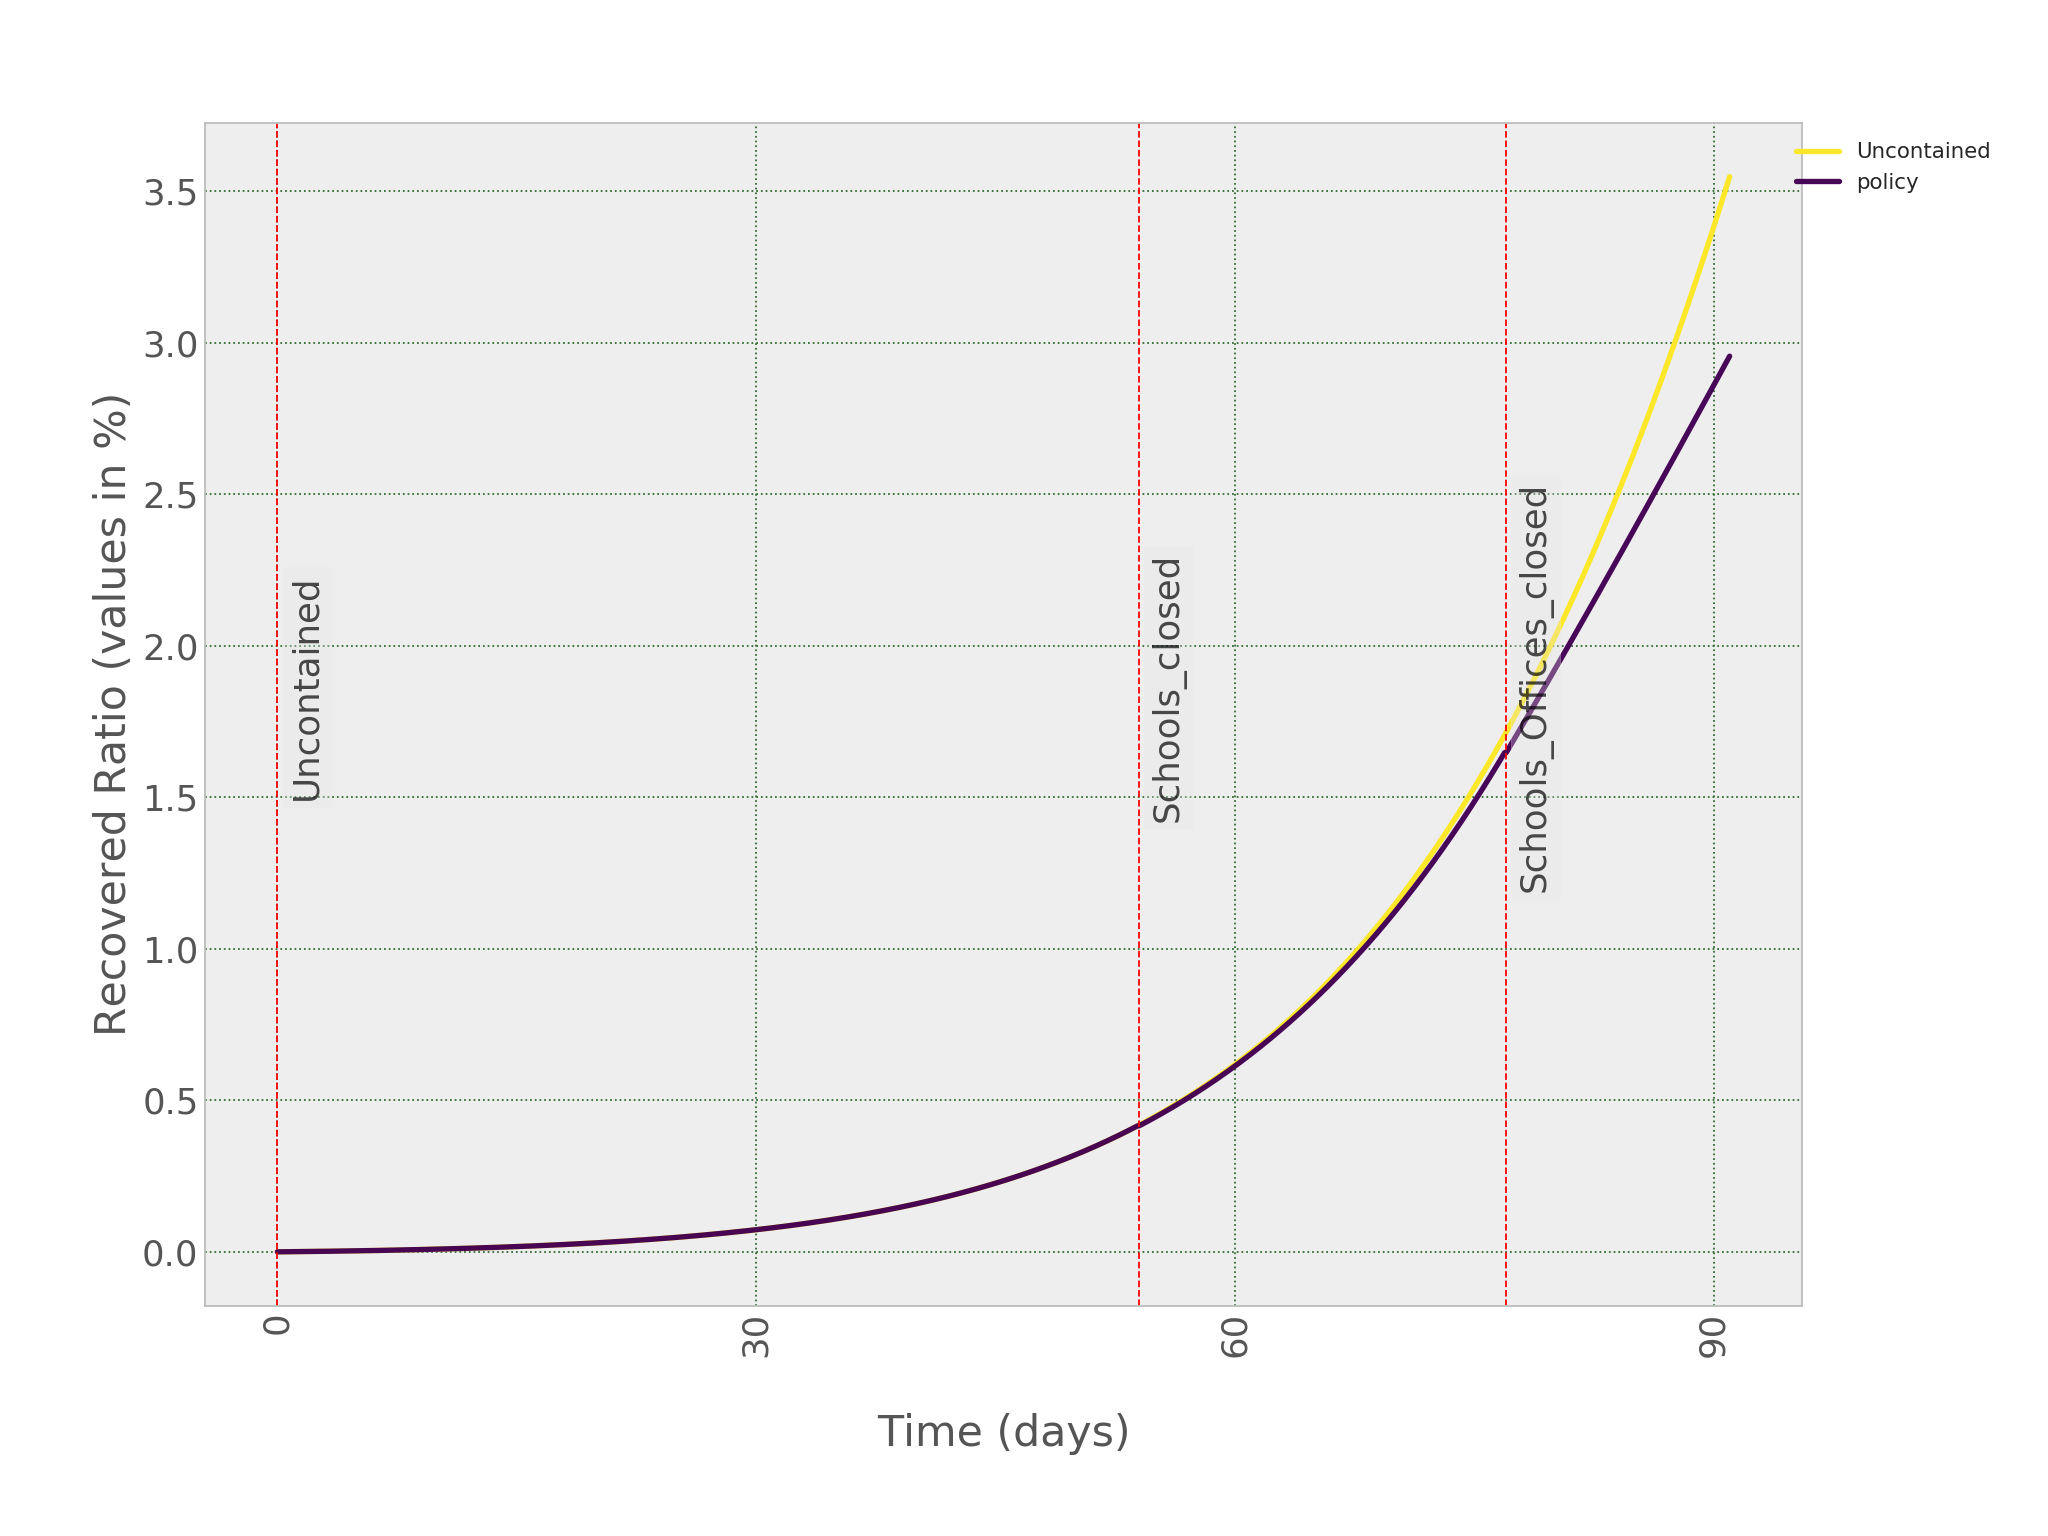 Uncontained
policy
Recovered Ratio (values in %)
3.5
3.0
2.5
2.0
1.5
1.0
0.5
0.0
Uncontained
Schools_closed
Schools_Offices_closed
0
30
60
90
Time (days)